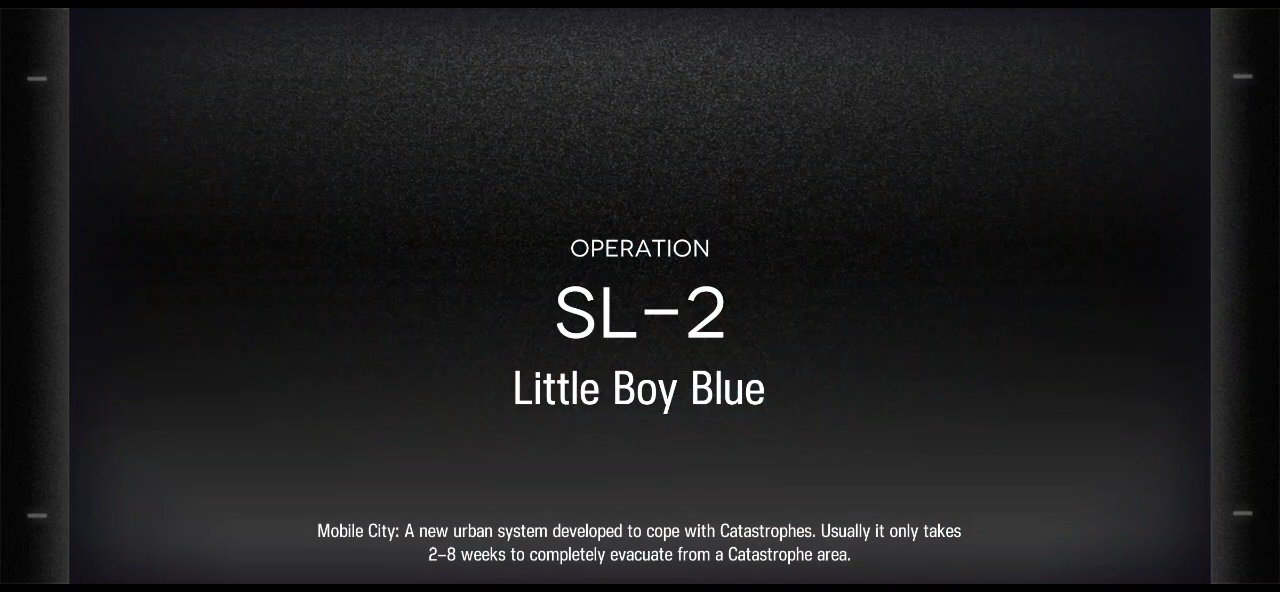 OPERATION
SL-2
Little Boy Blue
Mobile City: A new urban system developed to cope with Catastrophes. Usually it only takes
2–8 weeks to completely evacuate from a Catastrophe area.